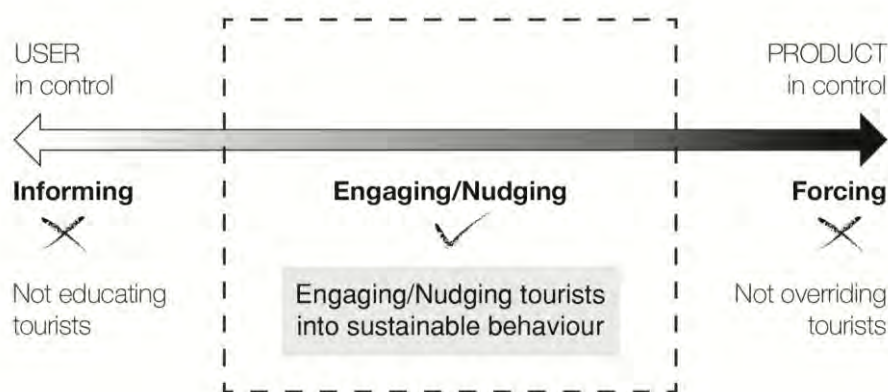 USER
in control
PRODUCT
in control
Informing
Engaging/Nudging
Forcing
Not educating
tourists
Engaging/Nudging tourists
into sustainable behaviour
Not overriding
tourists